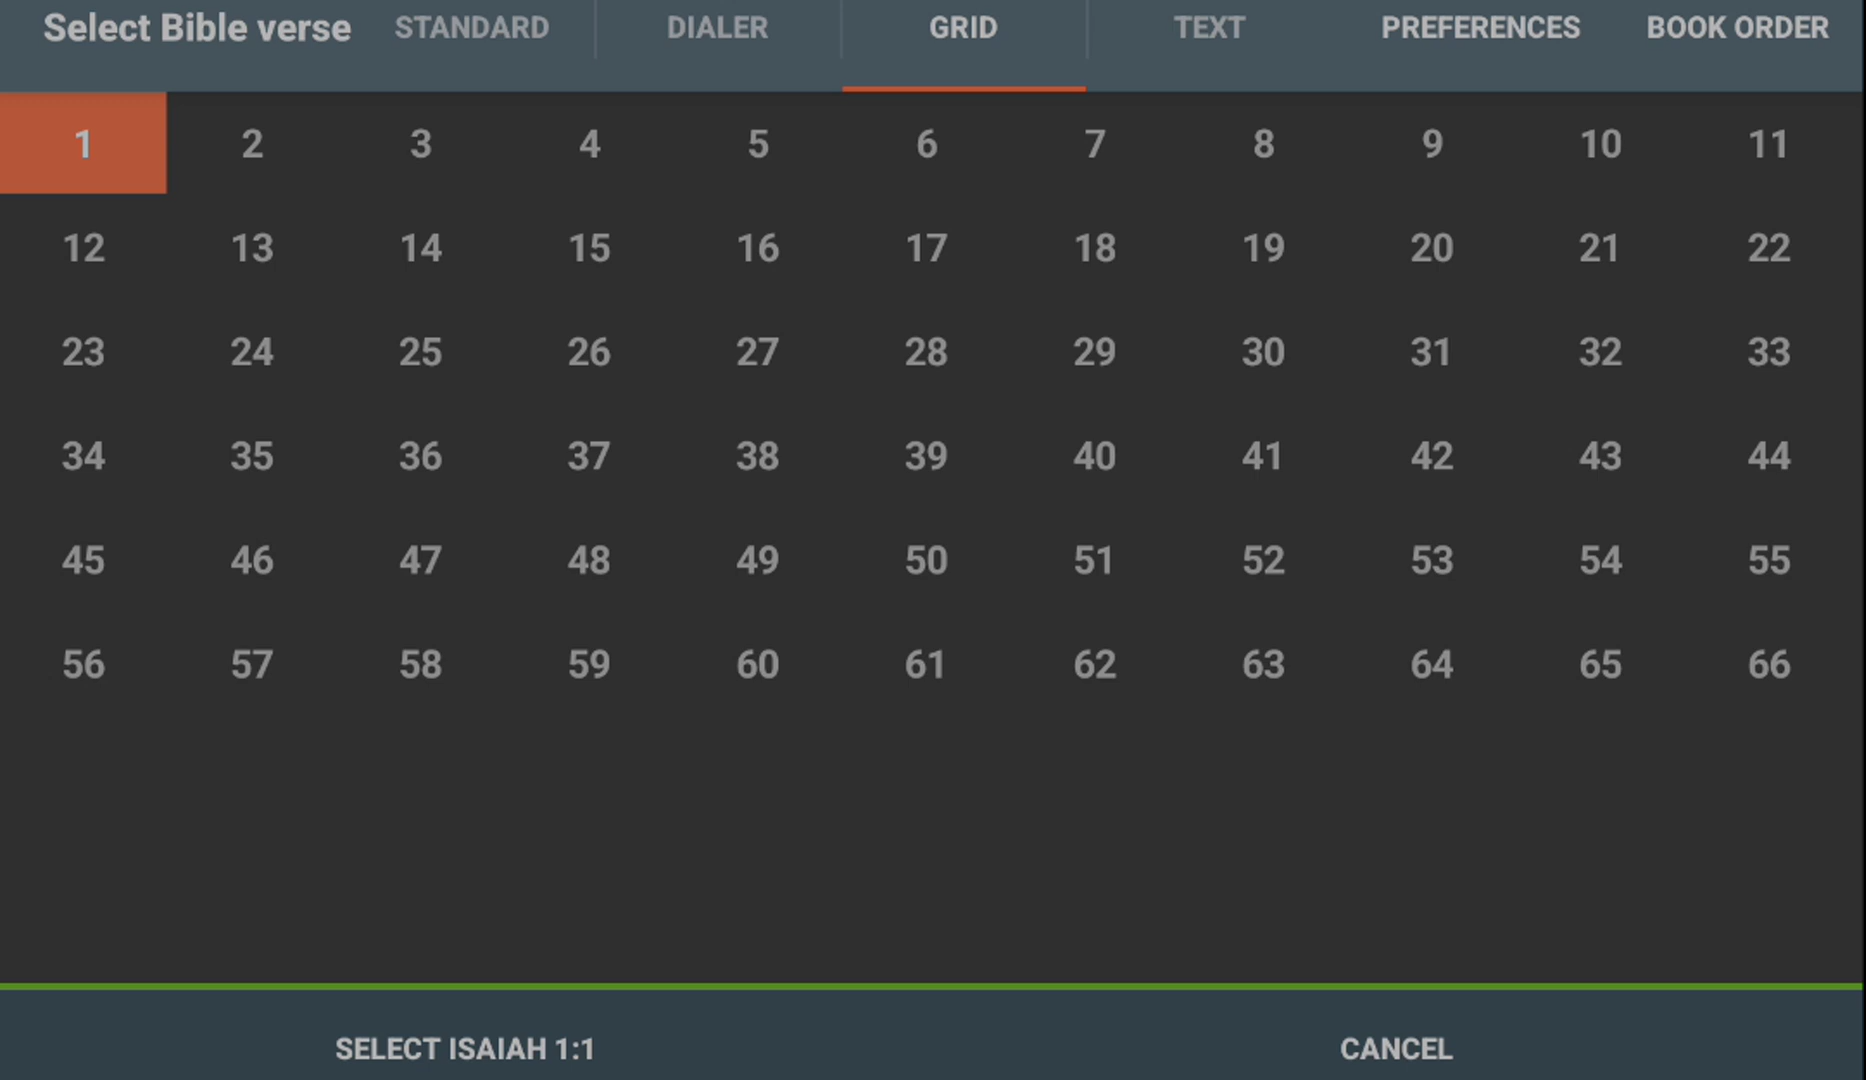 Select Bible verse STANDARD DIALER GRID TEXT PREFERENCES BOOK ORDER
1 2 3 4 5 6 7 8 9 10 11
12 13 14 15 16 17 18 19 20 21 22
23 24 25 26 27 28 29 30 31 32 33
34 35 36 37 38 39 40 41 42 43 44
45 46 47 48 49 50 51 52 53 54 55
56 57 58 59 60 61 62 63 64 65 66
SELECT ISAIAH 1:1 CANCEL